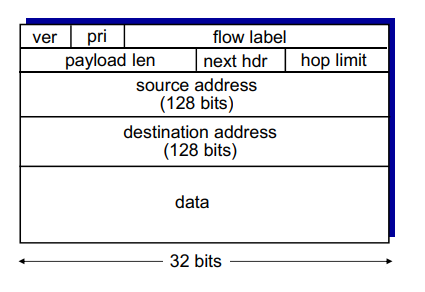 ver pri flow label
payload len next hdr hop limit
source address
(128 bits)
destination address
(128 bits)
data
32 bits